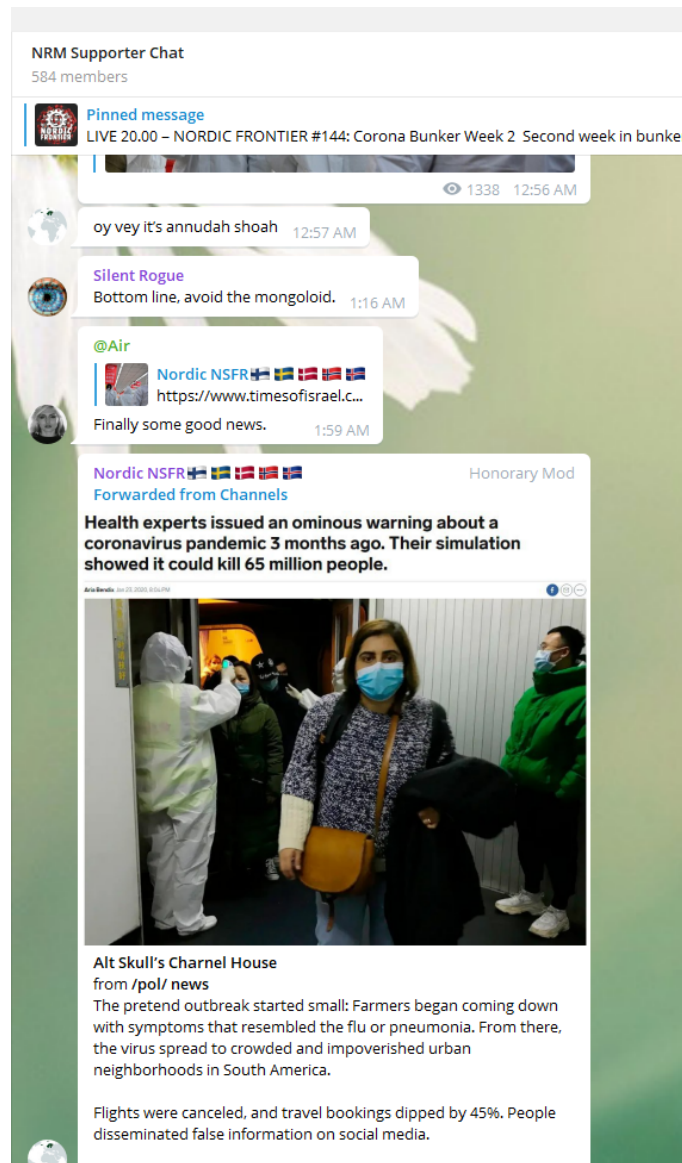 NRM Supporter Chat
584 members
NORDIC
FRONTIER
Pinned message
LIVE 20.00 – NORDIC FRONTIER #144: Corona Bunker Week 2 Second week in bunke
1338 12:56 AM
oy vey it's annudah shoah 12:57 AM
Silent Rogue
Bottom line, avoid the mongoloid. 1:16 AM
@Air
Nordic NSFR🇫🇮🇸🇪🇩🇰🇳🇴🇮🇸
https://www.timesofisrael.c...
Finally some good news. 1:59 AM
Nordic NSFR🇫🇮🇸🇪🇩🇰🇳🇴🇮🇸 Honorary Mod
Forwarded from Channels
Health experts issued an ominous warning about a
coronavirus pandemic 3 months ago. Their simulation
showed it could kill 65 million people.
Alt Skull's Charnel House
from /pol/ news
The pretend outbreak started small: Farmers began coming down
with symptoms that resembled the flu or pneumonia. From there,
the virus spread to crowded and impoverished urban
neighborhoods in South America.
Flights were canceled, and travel bookings dipped by 45%. People
disseminated false information on social media.